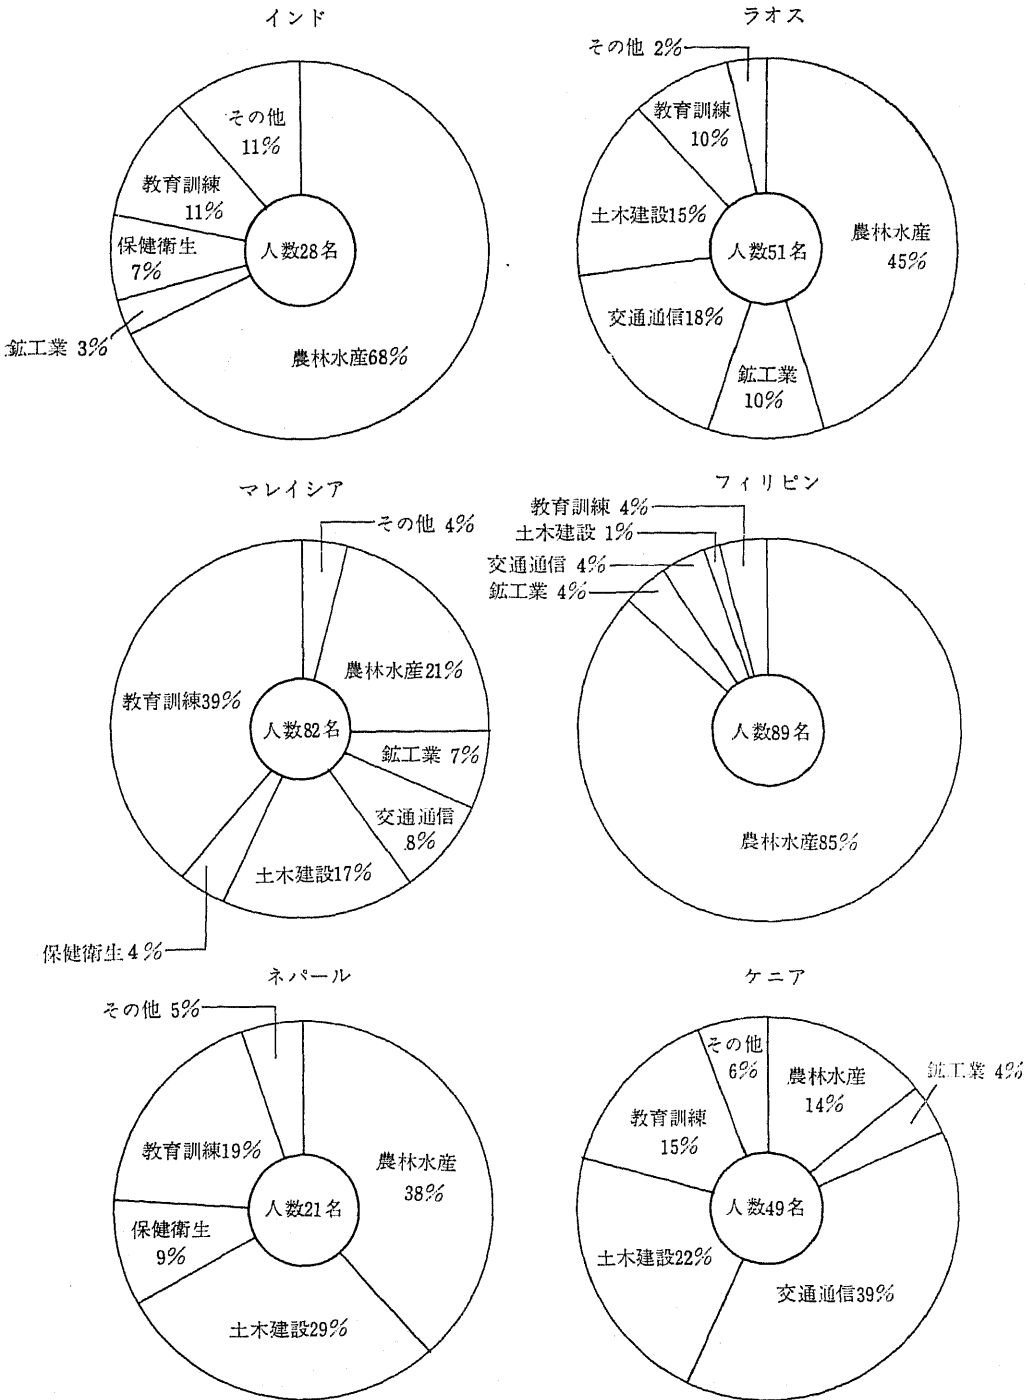 インド
その他
11%
教育訓練
11%
保健衛生
7%
鉱工業 3%
人数28名
農林水産68%
ラオス
その他 2%
教育訓練
10%
土木建設15%
人数51名
農林水産
45%
交通通信18%
鉱工業
10%
マレイシア
その他 4%
農林水産21%
教育訓練39%
人数82名
鉱工業 7%
交通通信
8%
土木建設17%
保健衛生 4%
フィリピン
教育訓練 4%
土木建設 1%
交通通信 4%
鉱工業 4%
人数89名
農林水産85%
ネパール
その他 5%
教育訓練19%
農林水産
38%
人数21名
保健衛生
9%
土木建設29%
ケニア
その他
6%
農林水産
14%
鉱工業 4%
教育訓練
15%
人数49名
土木建設22%
交通通信39%